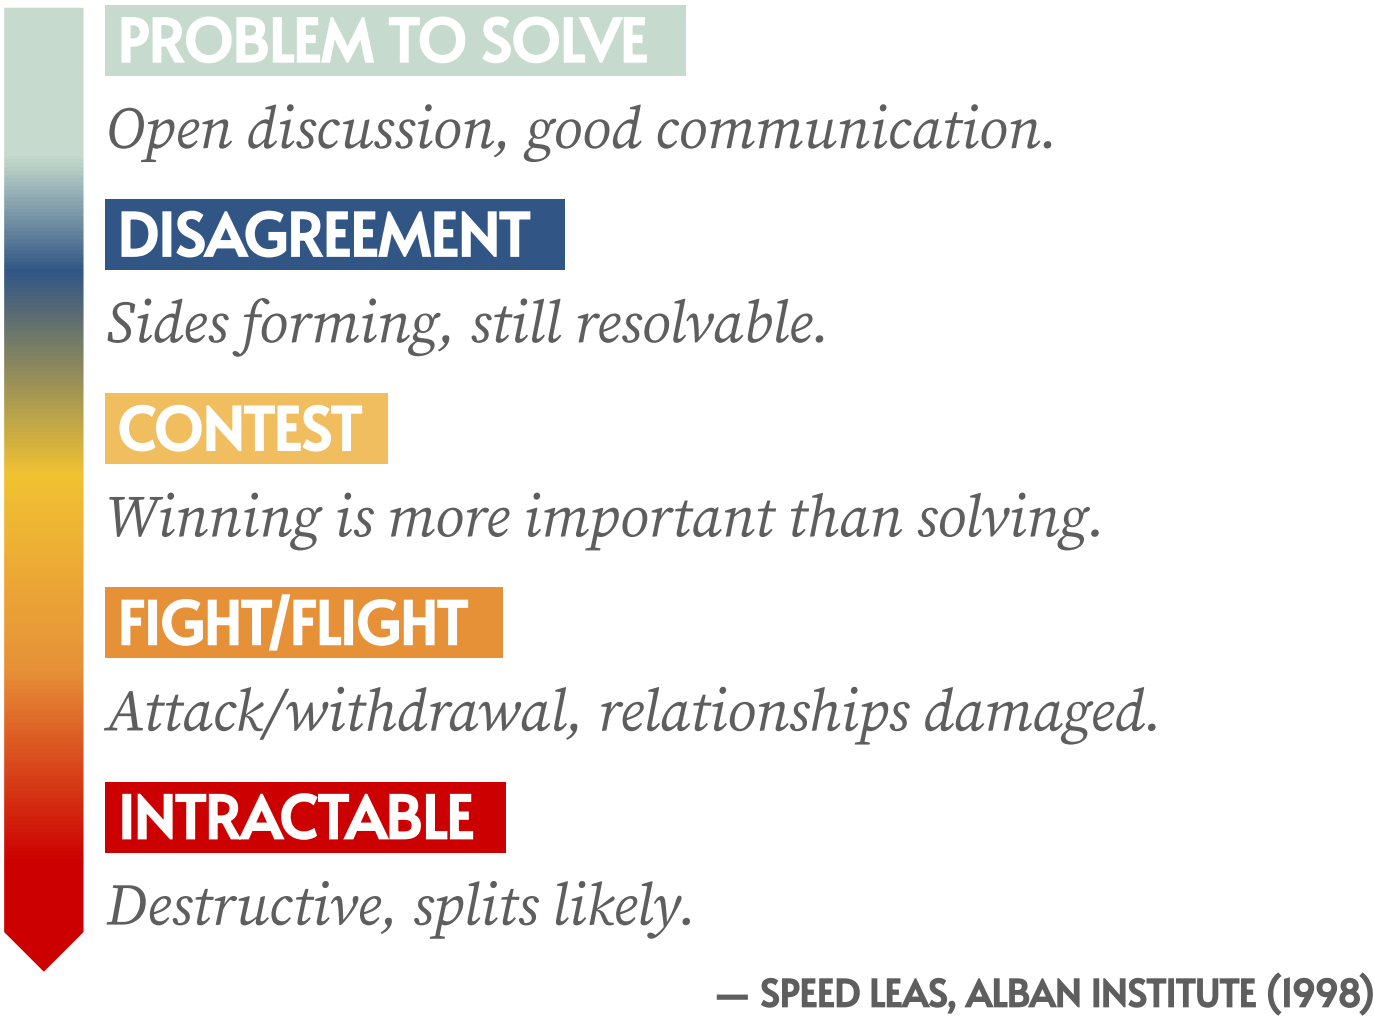 PROBLEM TO SOLVE
Open discussion, good communication.
DISAGREEMENT
Sides forming, still resolvable.
CONTEST
Winning is more important than solving.
FIGHT/FLIGHT
Attack/withdrawal, relationships damaged.
INTRACTABLE
Destructive, splits likely.
— SPEED LEAS, ALBAN INSTITUTE (1998)